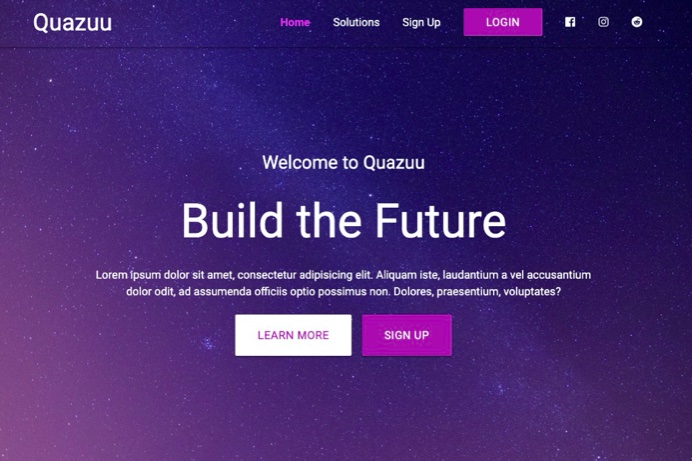 Quazuu
Home Solutions Sign Up LOGIN
Welcome to Quazuu
Build the Future
Lorem ipsum dolor sit amet, consectetur adipisicing elit. Aliquam iste, laudantium a vel accusantium
dolor odit, ad assumenda officiis optio possimus non. Dolores, praesentium, voluptates?
LEARN MORE SIGN UP